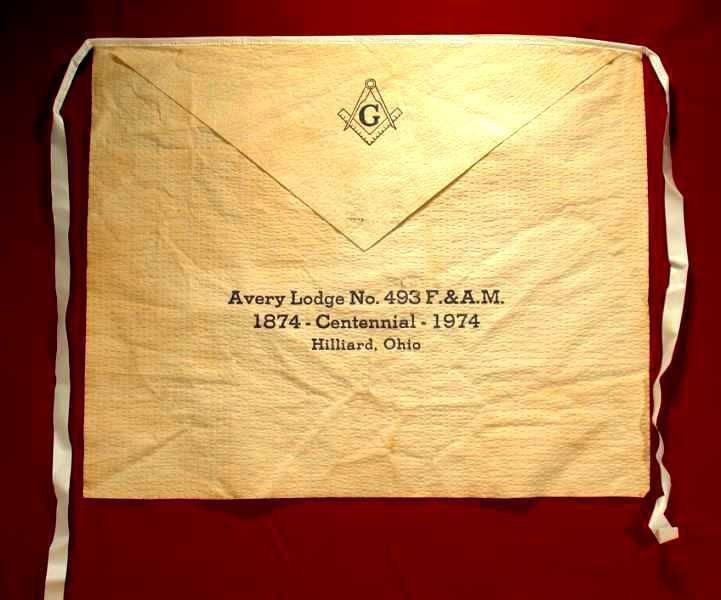 G
Avery Lodge No. 493 F.&A.M.
1874 - Centennial - 1974
Hilliard, Ohio